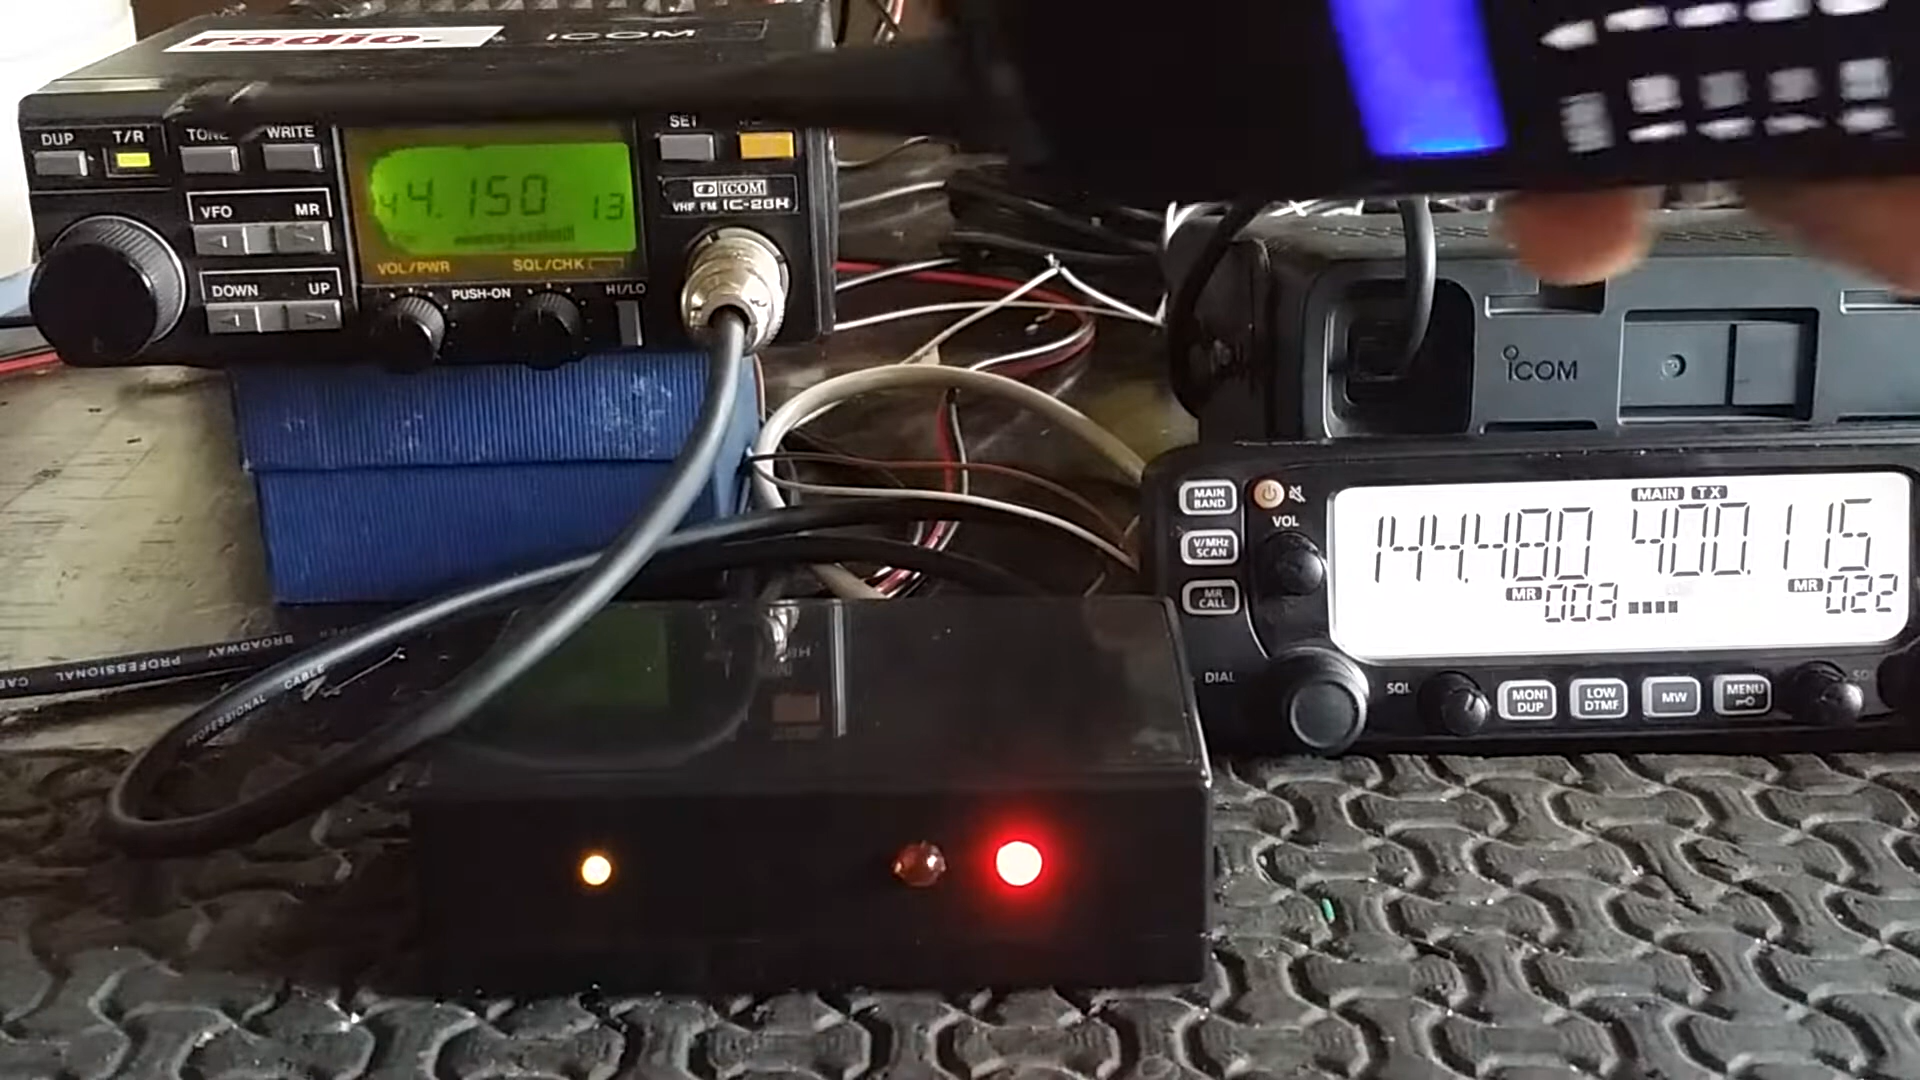 radio.
ICOM
DUP
T/R
TONE
WRITE
SET
44.150
13
ICOM
VHF FM IC-28H
VFO
MR
DOWN
UP
VOL/PWR
SQL/CHK
PUSH-ON
HI/LO
ICOM
MAIN
BAND
V/MHz
SCAN
MR
CALL
VOL
MAIN TX
144.480
400.115
MR 003
MR 022
DIAL
SQL
MONI
DUP
LOW
DTMF
MW
MENU
BROADWAY
PROFESSIONAL
PROFESSIONAL
CABLE